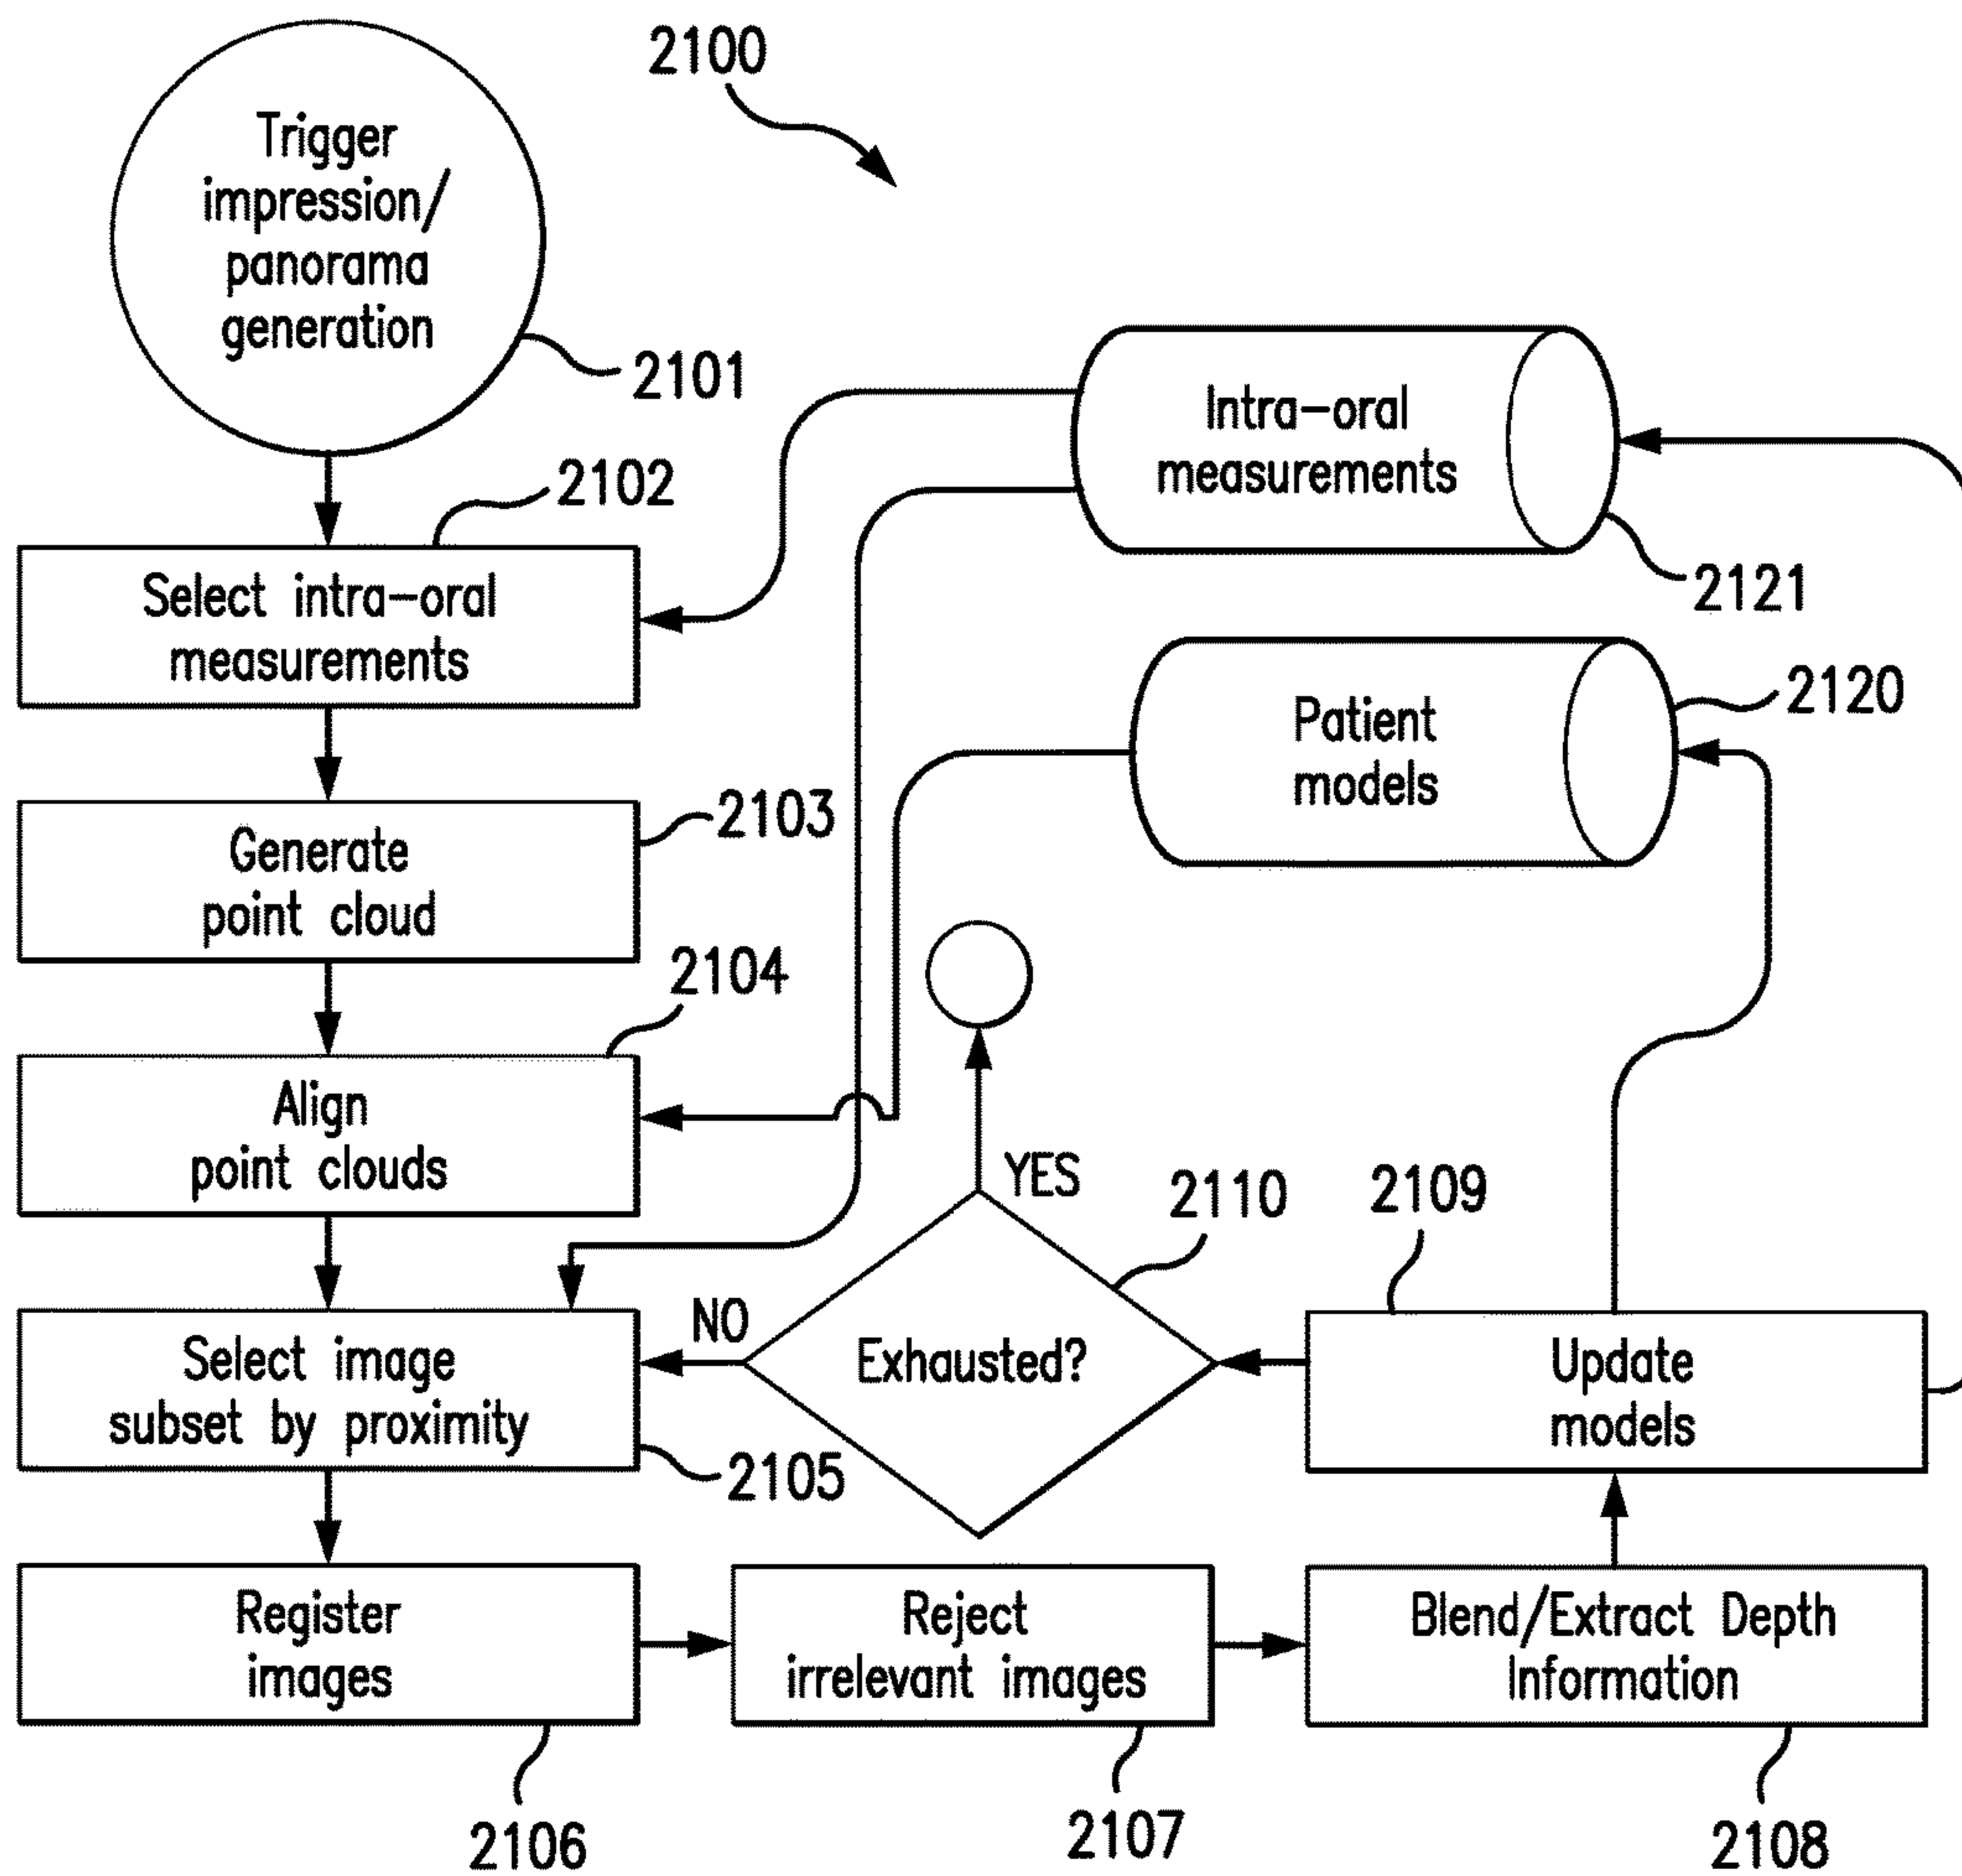 2100
Trigger
impression/
panorama
generation
2101
2102
Select intra-oral
measurements
Intra-oral
measurements
2121
Patient
models
2120
Generate
point cloud
2103
2104
Align
point clouds
YES
2110
2109
NO
Select image
subset by proximity
2105
Exhausted?
Update
models
Register
images
Reject
irrelevant images
Blend/Extract Depth
Information
2106
2107
2108